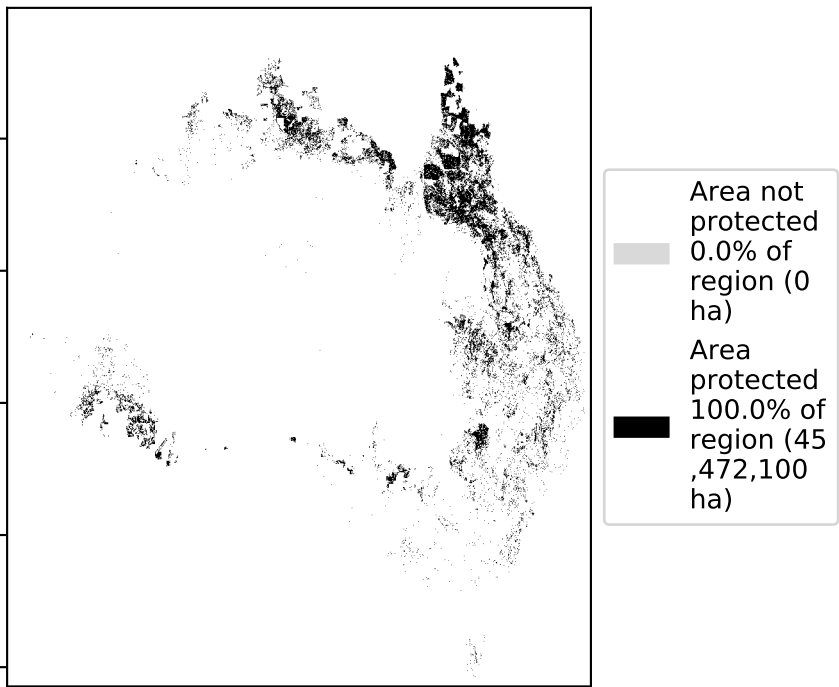 Area not
protected
0.0% of
region (0
ha)
Area
protected
100.0% of
region (45
,472,100
ha)